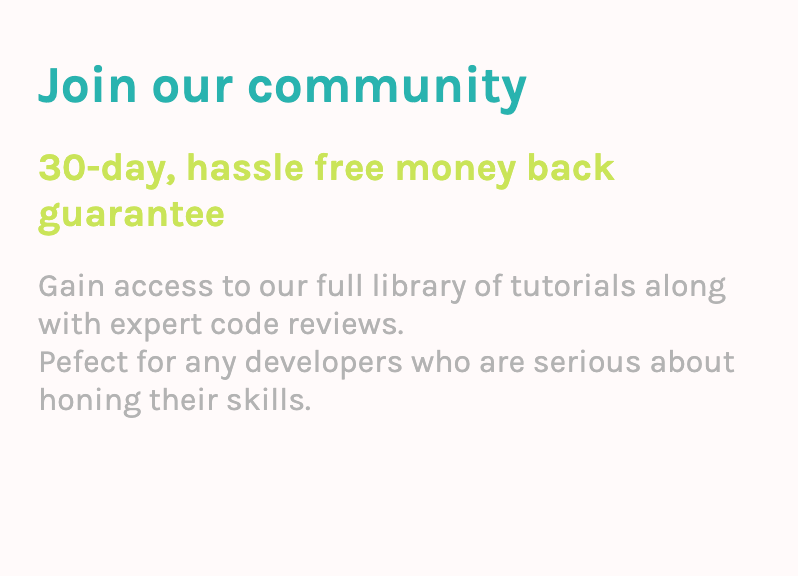 Join our community
30-day, hassle free money back
guarantee
Gain access to our full library of tutorials along
with expert code reviews.
Pefect for any developers who are serious about
honing their skills.